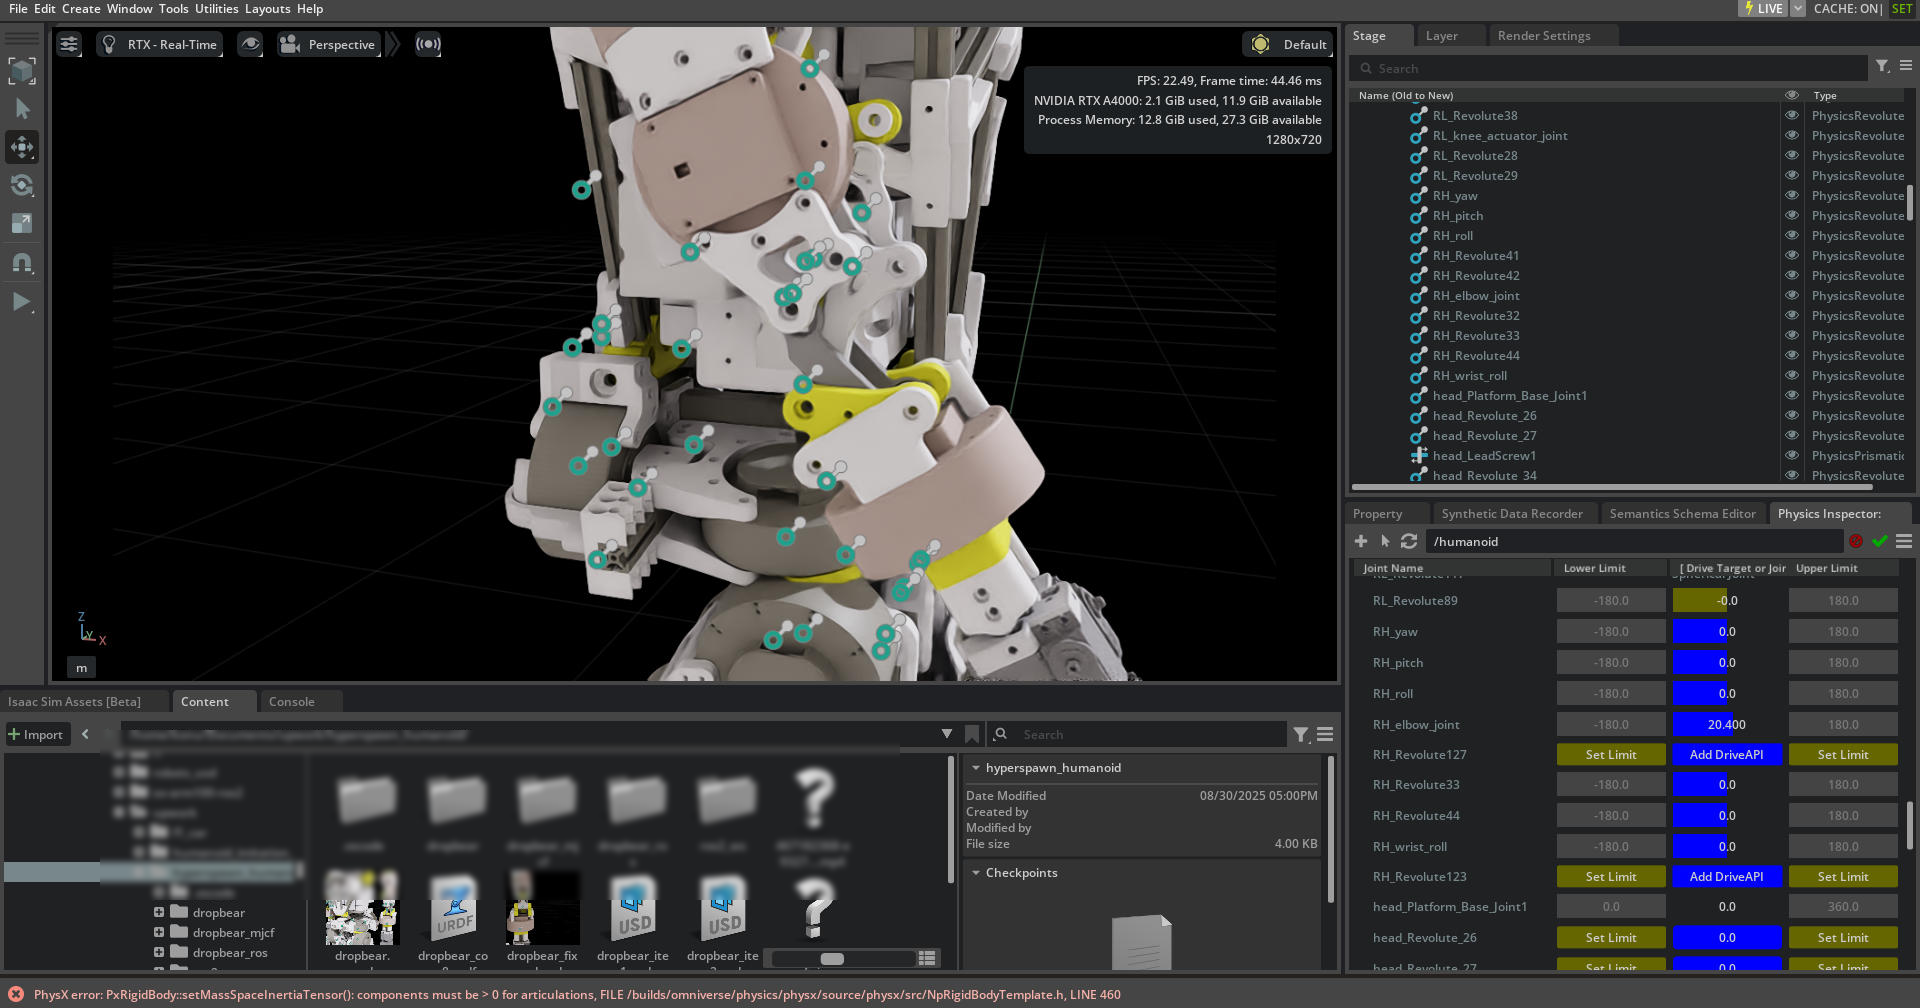 File Edit Create Window Tools Utilities Layouts Help
LIVE
CACHE: ON| SET
RTX - Real-Time
Perspective
Default
FPS: 22.49, Frame time: 44.46 ms
NVIDIA RTX A4000: 2.1 GiB used, 11.9 GiB available
Process Memory: 12.8 GiB used, 27.3 GiB available
1280x720
Z
Y
X
m
Stage Layer Render Settings
Search
Name (Old to New) Type
RL_Revolute38 PhysicsRevolute
RL_knee_actuator_joint PhysicsRevolute
RL_Revolute28 PhysicsRevolute
RL_Revolute29 PhysicsRevolute
RH_yaw PhysicsRevolute
RH_pitch PhysicsRevolute
RH_roll PhysicsRevolute
RH_Revolute41 PhysicsRevolute
RH_Revolute42 PhysicsRevolute
RH_elbow_joint PhysicsRevolute
RH_Revolute32 PhysicsRevolute
RH_Revolute33 PhysicsRevolute
RH_Revolute44 PhysicsRevolute
RH_wrist_roll PhysicsRevolute
head_Platform_Base_Joint1 PhysicsRevolute
head_Revolute_26 PhysicsRevolute
head_Revolute_27 PhysicsRevolute
head_LeadScrew1 PhysicsPrismatic
head_Revolute_34 PhysicsRevolute
Property Synthetic Data Recorder Semantics Schema Editor Physics Inspector:
/humanoid
Joint Name Lower Limit [ Drive Target or Joir Upper Limit
RL_Revolute89 -180.0 -0.0 180.0
RH_yaw -180.0 0.0 180.0
RH_pitch -180.0 0.0 180.0
RH_roll -180.0 0.0 180.0
RH_elbow_joint -180.0 20.400 180.0
RH_Revolute127 Set Limit Add DriveAPI Set Limit
RH_Revolute33 -180.0 0.0 180.0
RH_Revolute44 -180.0 0.0 180.0
RH_wrist_roll -180.0 0.0 180.0
RH_Revolute123 Set Limit Add DriveAPI Set Limit
head_Platform_Base_Joint1 0.0 0.0 360.0
head_Revolute_26 Set Limit 0.0 Set Limit
head_Revolute_27 Set Limit 0.0 Set Limit
Isaac Sim Assets [Beta] Content Console
Import
Search
dropbear
dropbear_mjcf
dropbear_ros
URDF
USD
USD
dropbear.
dropbear_co
dropbear_fix
dropbear_ite
dropbear_ite
hyperspawn_humanoid
Date Modified 08/30/2025 05:00PM
Created by
Modified by
File size 4.00 KB
Checkpoints
PhysX error: PxRigidBody::setMassSpaceInertiaTensor(): components must be > 0 for articulations, FILE /builds/omniverse/physics/physx/source/physx/src/NpRigidBodyTemplate.h, LINE 460